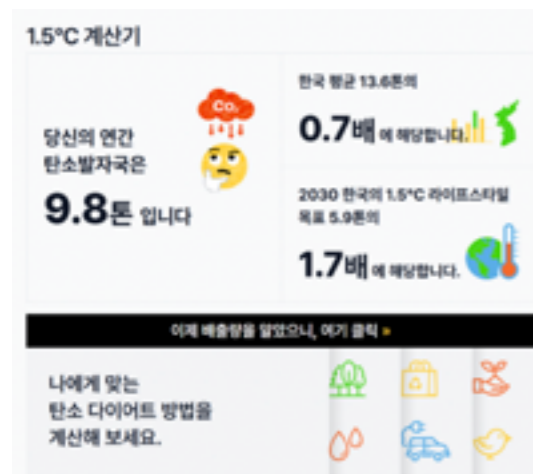 1.5°C 계산기
당신의 연간
탄소발자국은
9.8톤 입니다
CO₂
한국 평균 13.6톤의
0.7배 에 해당합니다.
2030 한국의 1.5°C 라이프스타일
목표 5.9톤의
1.7배 에 해당합니다.
이제 배출량을 알았으니, 여기 클릭 »
나에게 맞는
탄소 다이어트 방법을
계산해 보세요.